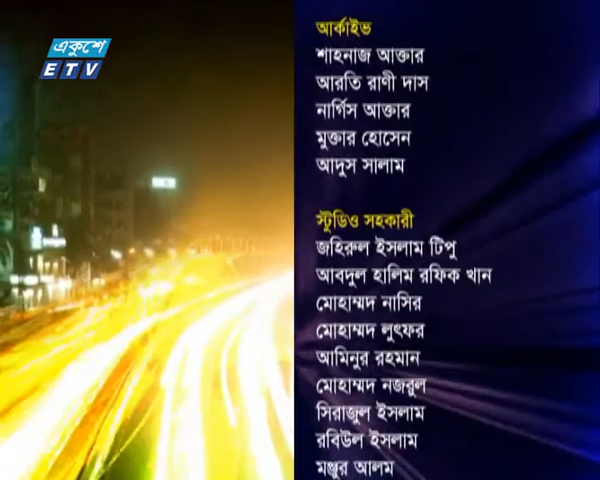 একুশে
ETV
আর্কাইভ
শাহনাজ আক্তার
আরতি রাণী দাস
নার্গিস আক্তার
মুক্তার হোসেন
আদুস সালাম
স্টুডিও সহকারী
জহিরুল ইসলাম টিপু
আবদুল হালিম রফিক খান
মোহাম্মদ নাসির
মোহাম্মদ লুৎফর
আমিনুর রহমান
মোহাম্মদ নজরুল
সিরাজুল ইসলাম
রবিউল ইসলাম
মঞ্জুর আলম